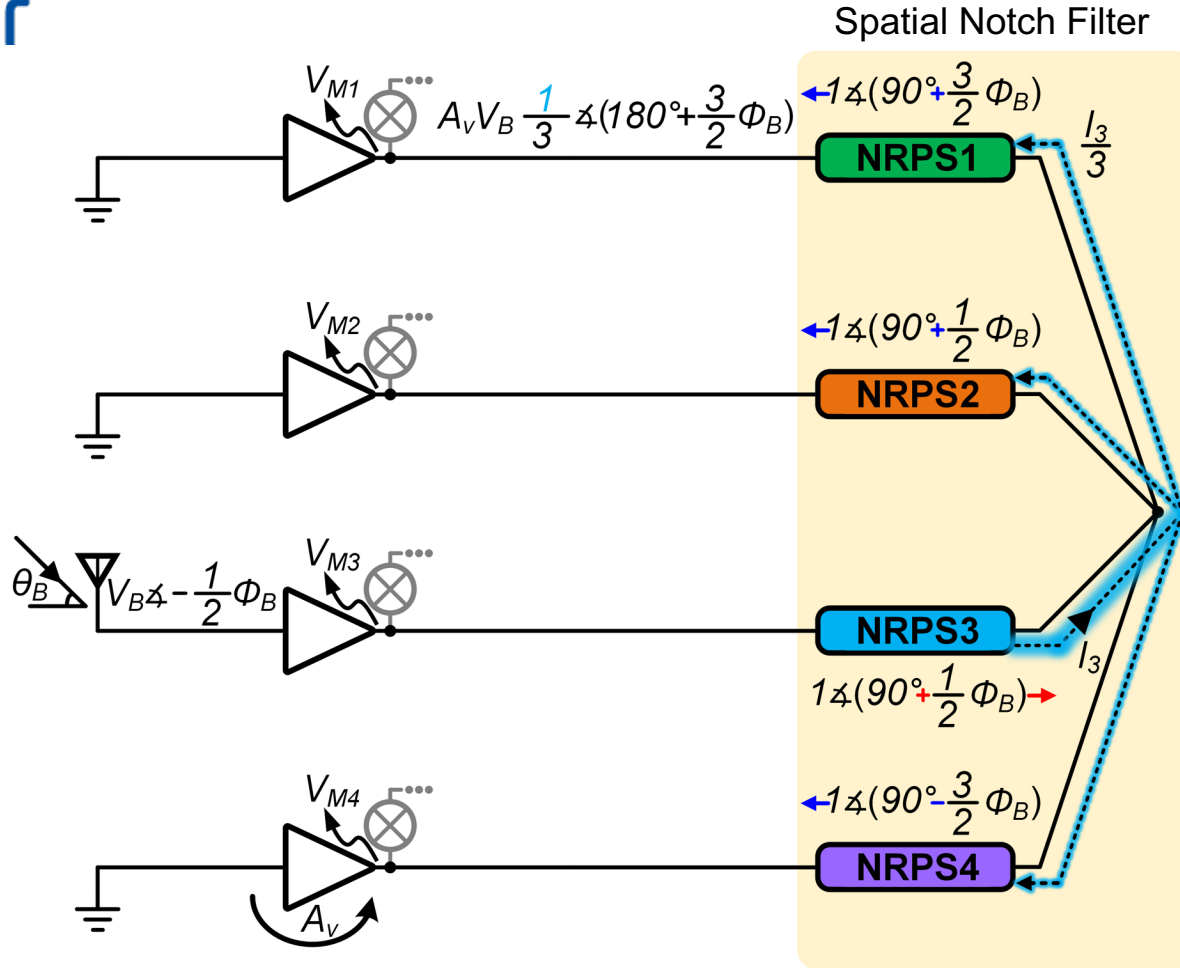 Spatial Notch Filter
V_M1
A_vV_B 1/3 ∡(180°+3/2 Φ_B)
1∡(90°+3/2 Φ_B)
NRPS1
I_3/3
V_M2
1∡(90°+1/2 Φ_B)
NRPS2
θ_B
V_B∡-1/2 Φ_B
V_M3
NRPS3
I_3
1∡(90°+1/2 Φ_B)
V_M4
1∡(90°-3/2 Φ_B)
NRPS4
A_v